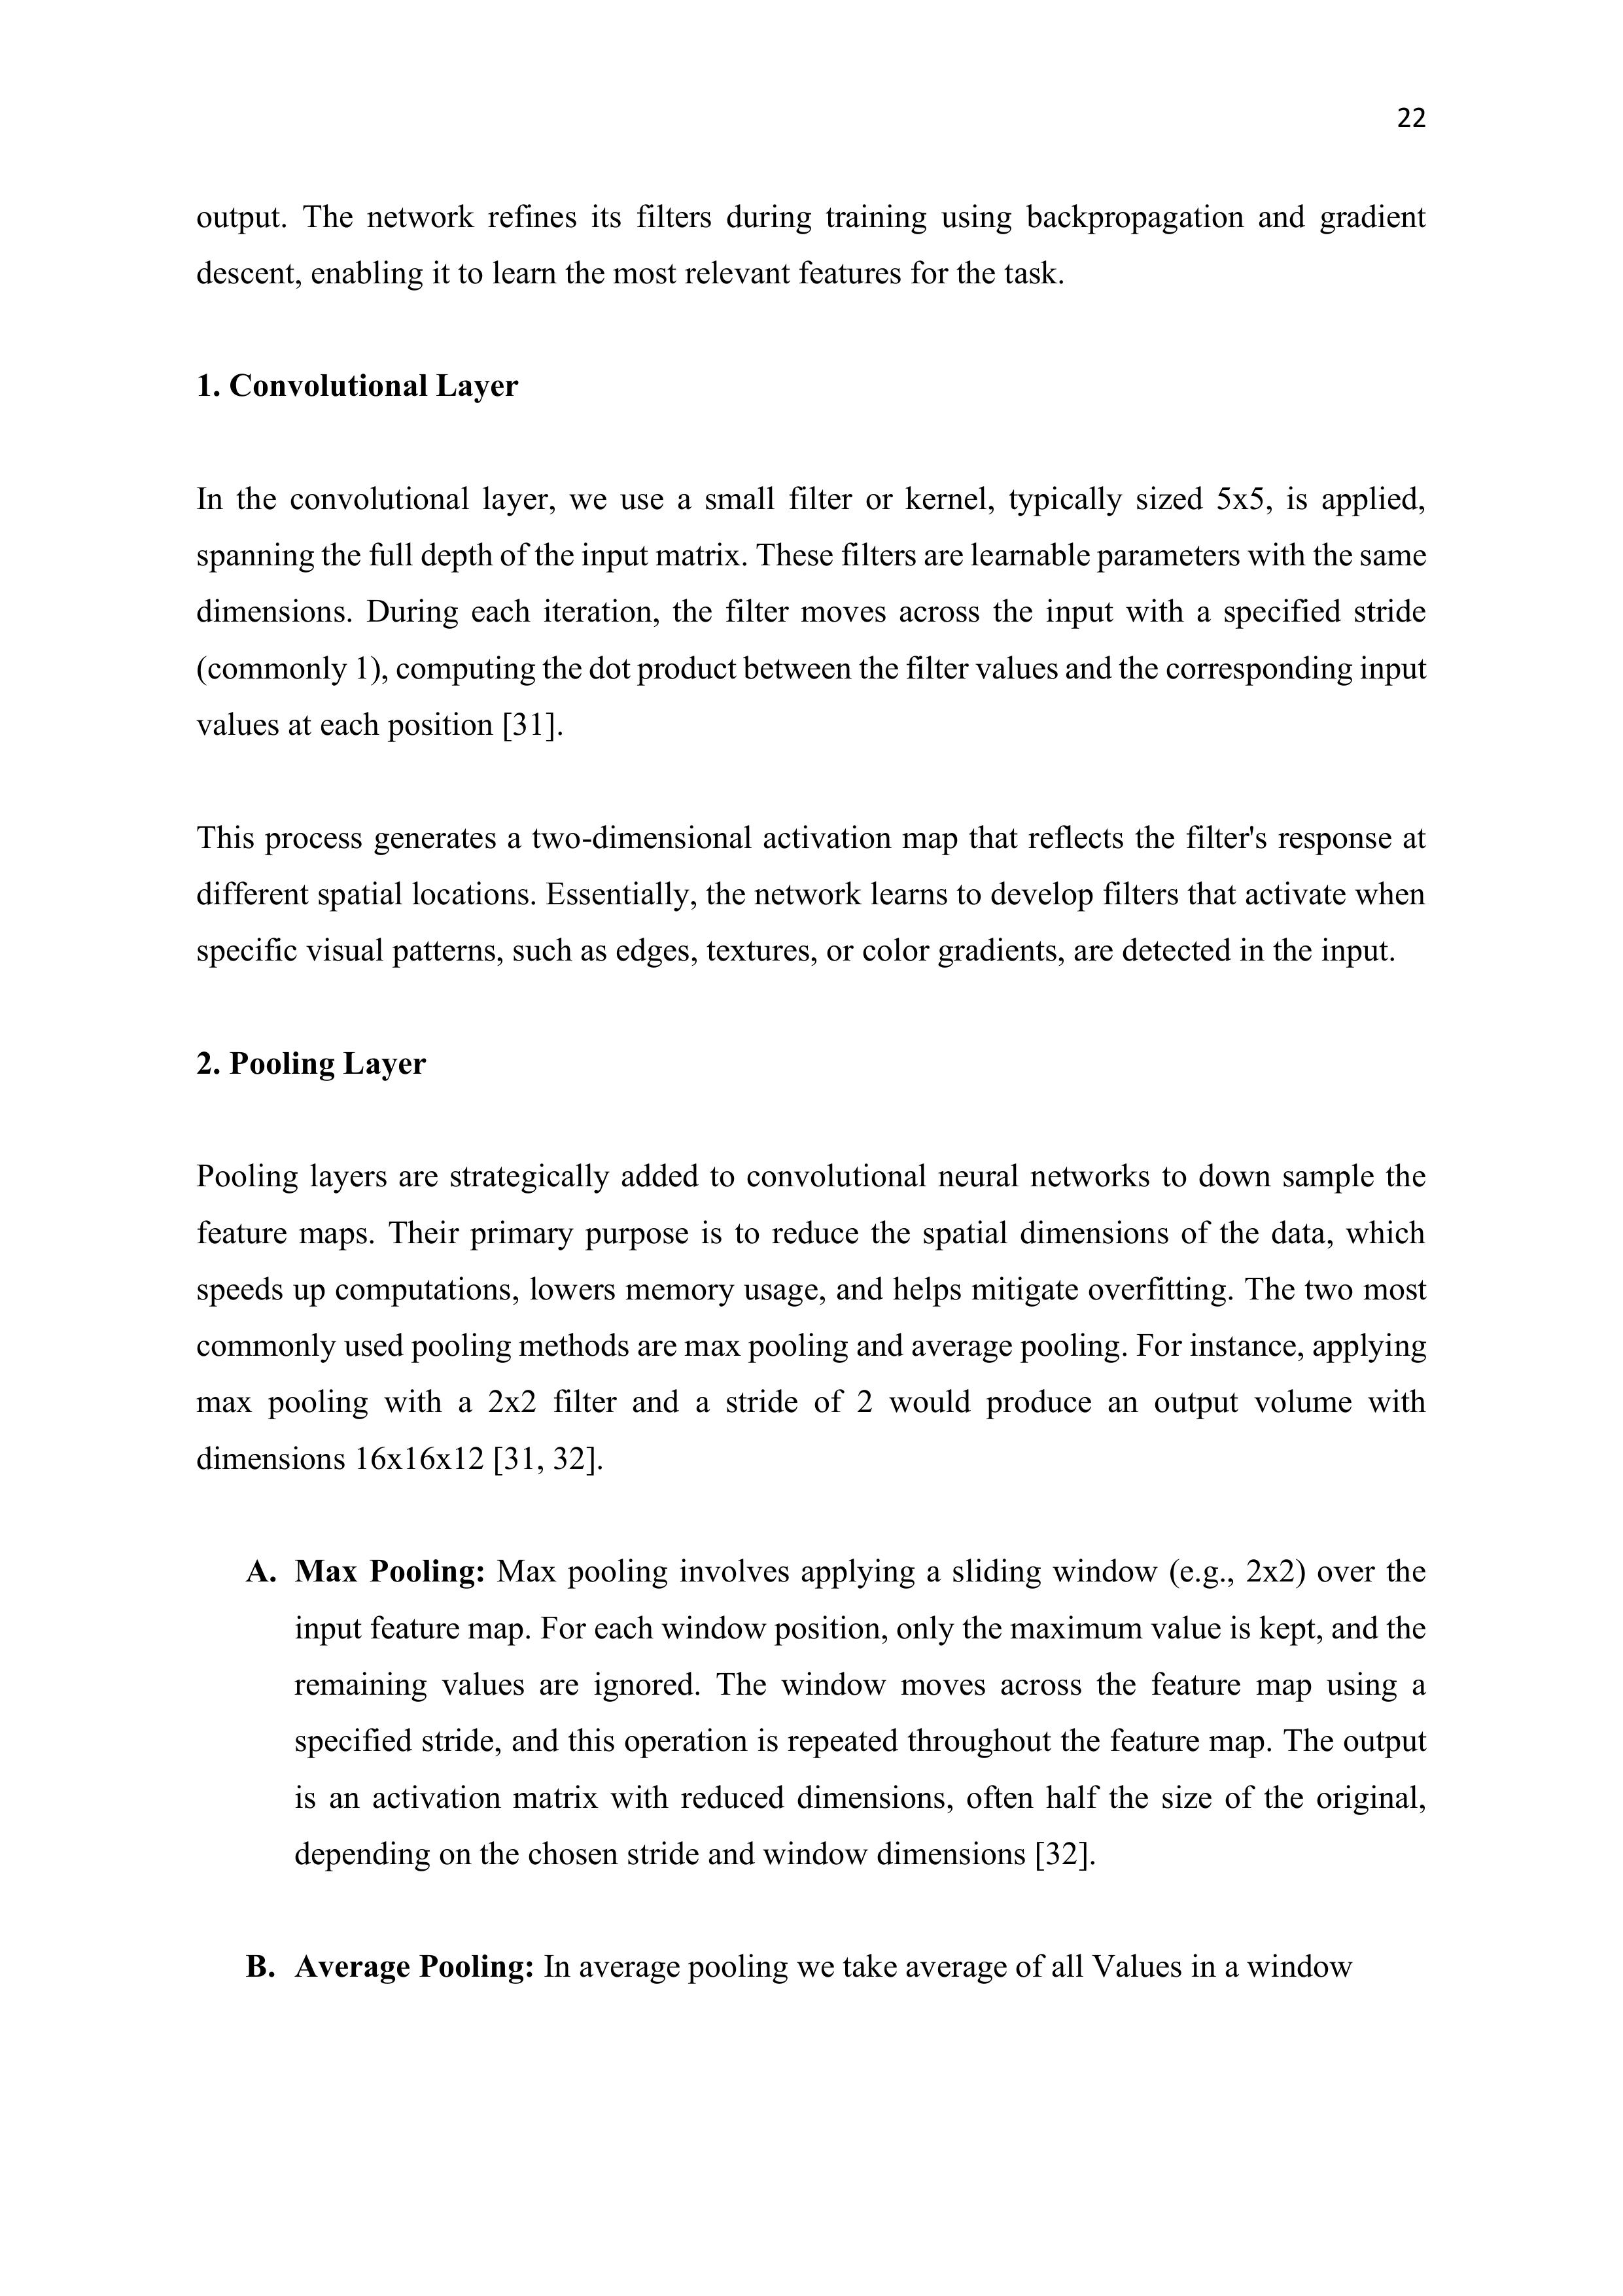 22
output. The network refines its filters during training using backpropagation and gradient
descent, enabling it to learn the most relevant features for the task.
1. Convolutional Layer
In the convolutional layer, we use a small filter or kernel, typically sized 5x5, is applied,
spanning the full depth of the input matrix. These filters are learnable parameters with the same
dimensions. During each iteration, the filter moves across the input with a specified stride
(commonly 1), computing the dot product between the filter values and the corresponding input
values at each position [31].
This process generates a two-dimensional activation map that reflects the filter's response at
different spatial locations. Essentially, the network learns to develop filters that activate when
specific visual patterns, such as edges, textures, or color gradients, are detected in the input.
2. Pooling Layer
Pooling layers are strategically added to convolutional neural networks to down sample the
feature maps. Their primary purpose is to reduce the spatial dimensions of the data, which
speeds up computations, lowers memory usage, and helps mitigate overfitting. The two most
commonly used pooling methods are max pooling and average pooling. For instance, applying
max pooling with a 2x2 filter and a stride of 2 would produce an output volume with
dimensions 16x16x12 [31, 32].
A. Max Pooling: Max pooling involves applying a sliding window (e.g., 2x2) over the
input feature map. For each window position, only the maximum value is kept, and the
remaining values are ignored. The window moves across the feature map using a
specified stride, and this operation is repeated throughout the feature map. The output
is an activation matrix with reduced dimensions, often half the size of the original,
depending on the chosen stride and window dimensions [32].
B. Average Pooling: In average pooling we take average of all Values in a window